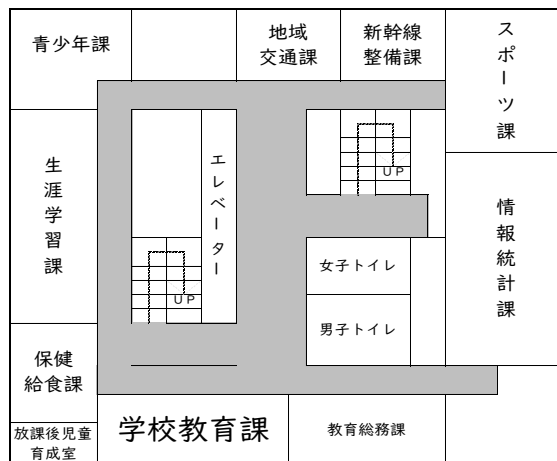 青少年課
地域
交通課
新幹線
整備課
スポーツ課
生涯学習課
エレベーター
UP
UP
情報統計課
女子トイレ
男子トイレ
保健
給食課
放課後児童
育成室
学校教育課
教育総務課